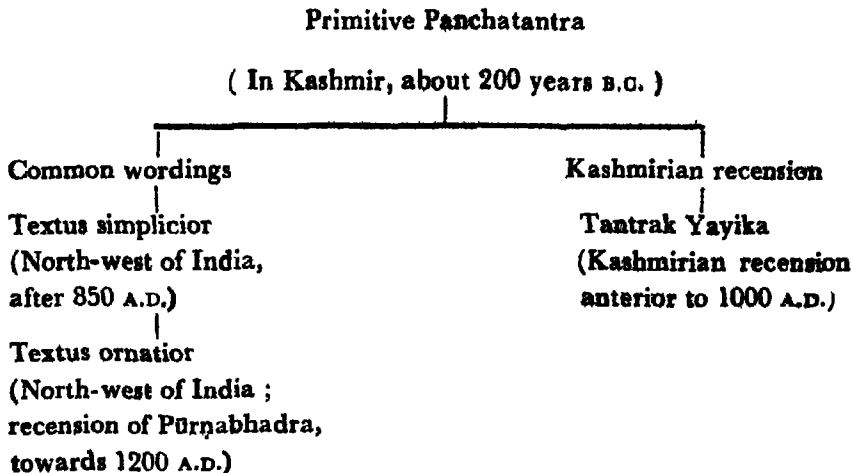 Primitive Panchatantra
( In Kashmir, about 200 years B.C. )
Common wordings
Textus simplicior
(North-west of India,
after 850 A.D.)
Textus ornatior
(North-west of India ;
recension of Pūrṇabhadra,
towards 1200 A.D.)
Kashmirian recension
Tantrak Yayika
(Kashmirian recension
anterior to 1000 A.D.)